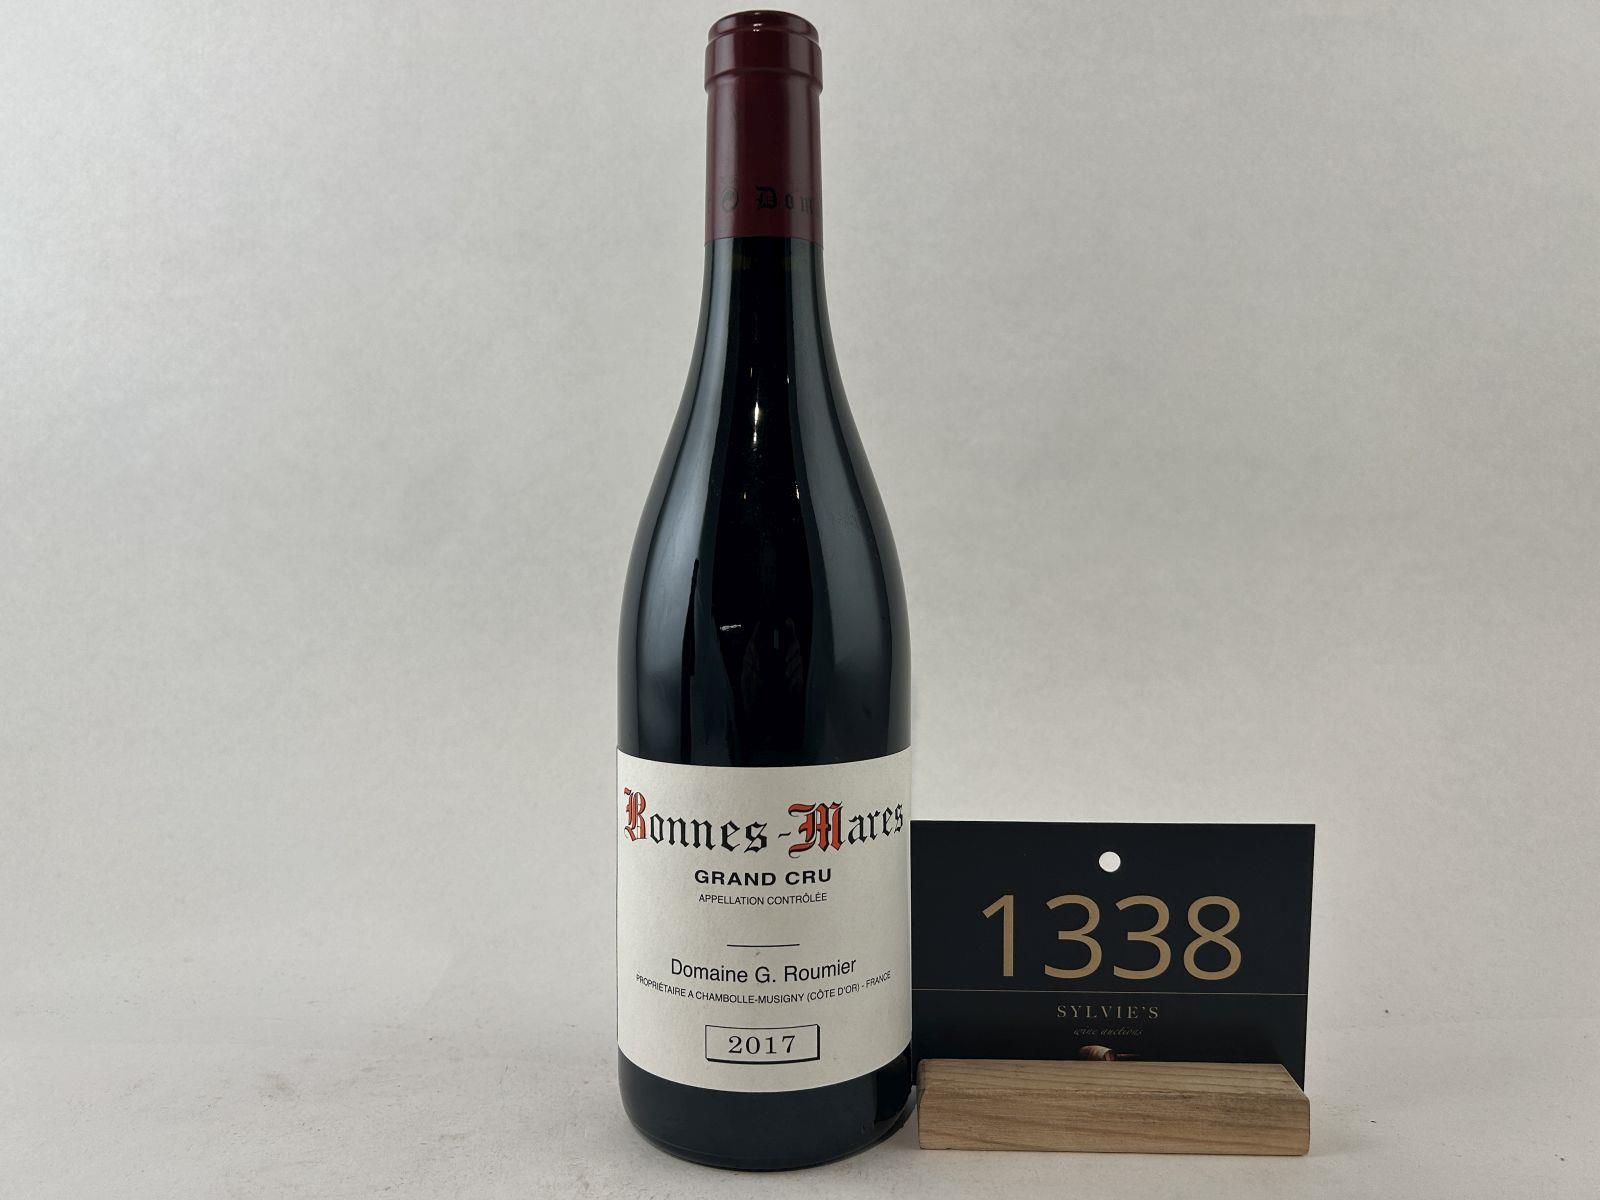 Dom
Bonnes-Mares
GRAND CRU
APPELLATION CONTRÔLÉE
Domaine G. Roumier
PROPRIÉTAIRE A CHAMBOLLE-MUSIGNY (CÔTE D'OR) - FRANCE
2017
1338
SYLVIE'S
wine auctions